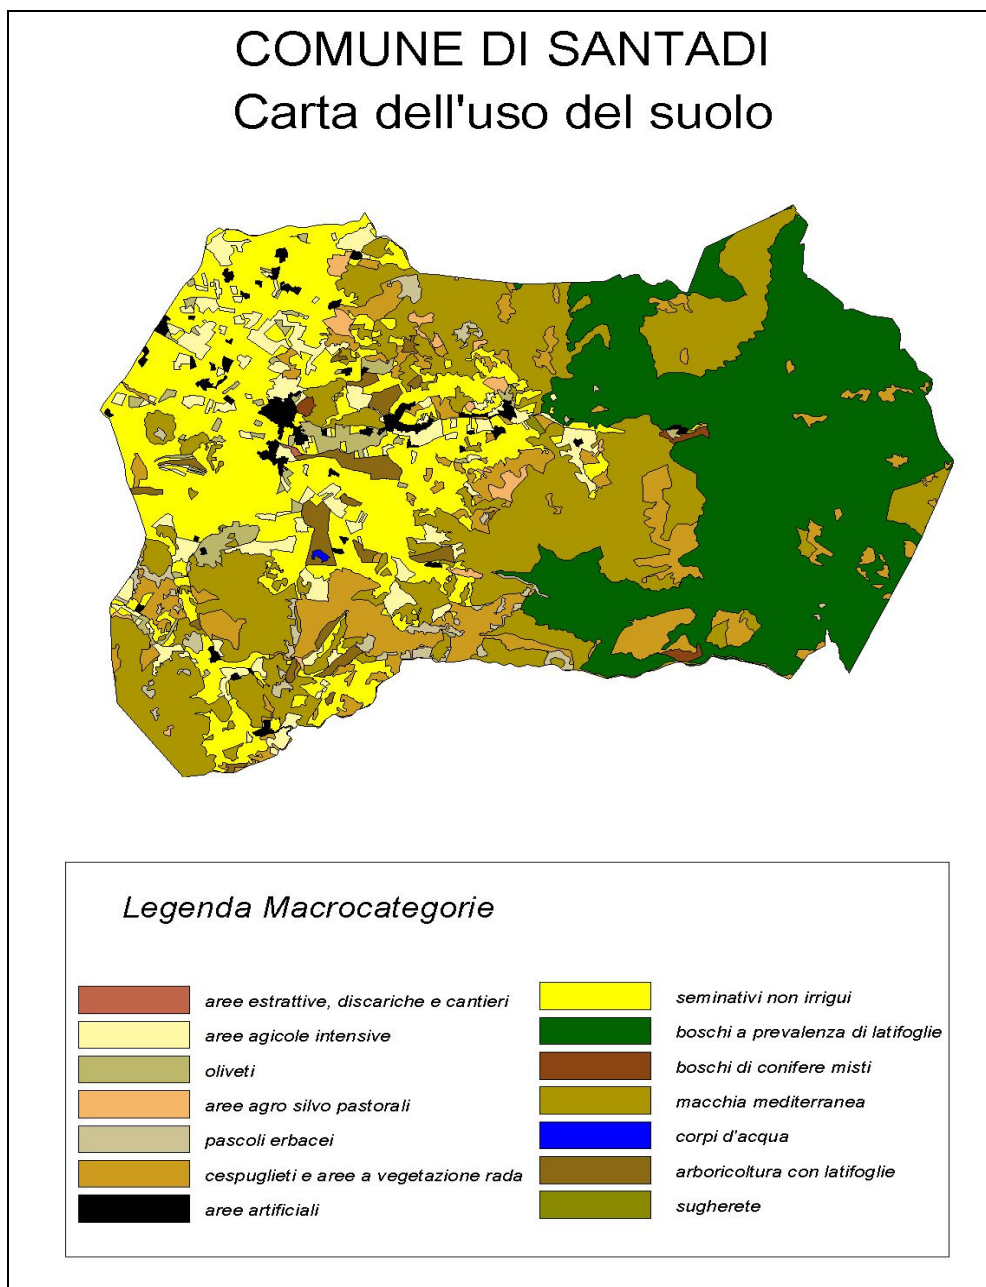 COMUNE DI SANTADI
Carta dell'uso del suolo
Legenda Macrocategorie
aree estrattive, discariche e cantieri
aree agicole intensive
oliveti
aree agro silvo pastorali
pascoli erbacei
cespuglieti e aree a vegetazione rada
aree artificiali
seminativi non irrigui
boschi a prevalenza di latifoglie
boschi di conifere misti
macchia mediterranea
corpi d'acqua
arboricoltura con latifoglie
sugherete